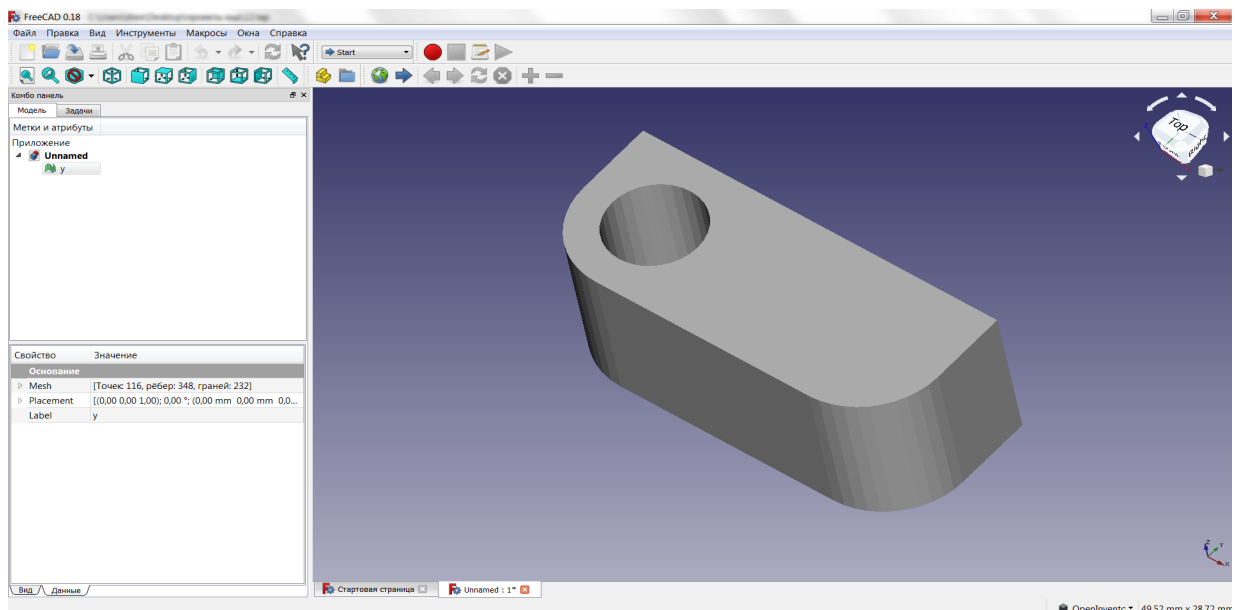 FreeCAD 0.18
Файл Правка Вид Инструменты Макросы Окна Справка
Start
Комбо панель
Модель Задачи
Метки и атрибуты
Приложение
Unnamed
y
Top
Right
Свойство Значение
Основание
Mesh [Точек: 116, рёбер: 348, граней: 232]
Placement [(0,00 0,00 1,00); 0,00 °; (0,00 mm 0,00 mm 0,0...
Label y
Z Y
X
Вид Данные
Стартовая страница Unnamed : 1*
OpenInventc 49,52 mm x 28,72 mm